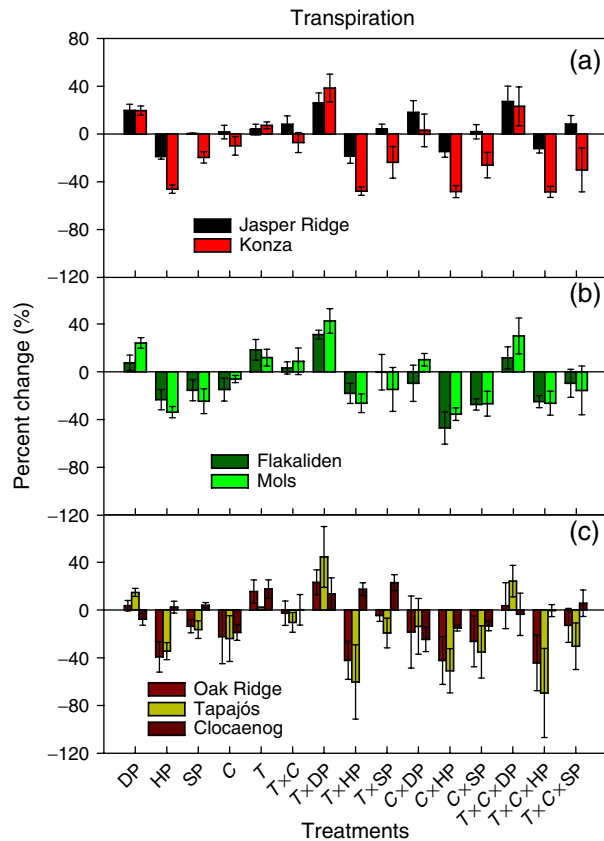 Transpiration
80
40
0
−40
−80
−120
(a)
Jasper Ridge
Konza
40
0
−40
−80
−120
(b)
Flakaliden
Mols
40
0
−40
−80
−120
(c)
Oak Ridge
Tapajós
Clocaenog
Percent change (%)
DP
HP
SP
C
T
T×C
T×DP
T×HP
T×SP
C×DP
C×HP
C×SP
T×C×DP
T×C×HP
T×C×SP
Treatments